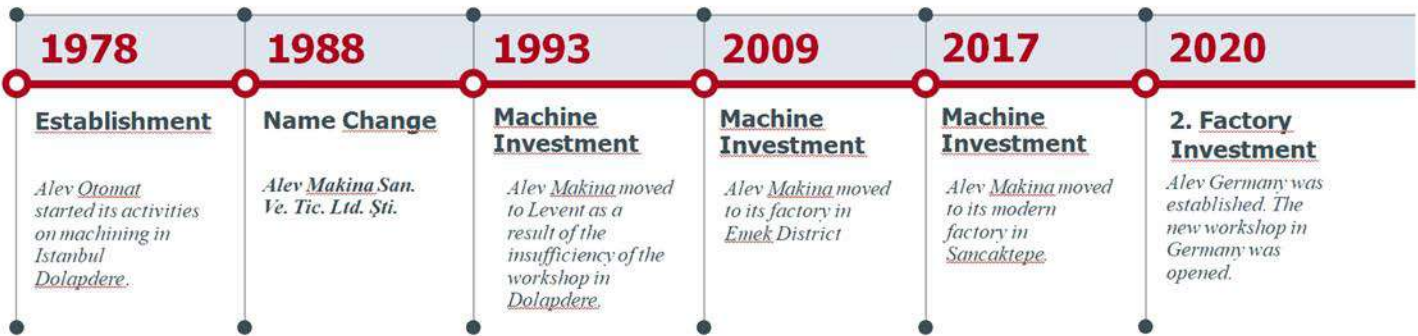 1978
Establishment
Alev Otomat
started its activities
on machining in
Istanbul
Dolapdere.
1988
Name Change
Alev Makina San.
Ve. Tic. Ltd. Şti.
1993
Machine
Investment
Alev Makina moved
to Levent as a
result of the
insufficiency of the
workshop in
Dolapdere.
2009
Machine
Investment
Alev Makina moved
to its factory in
Emek District
2017
Machine
Investment
Alev Makina moved
to its modern
factory in
Sancaktepe.
2020
2. Factory
Investment
Alev Germany was
established. The
new workshop in
Germany was
opened.